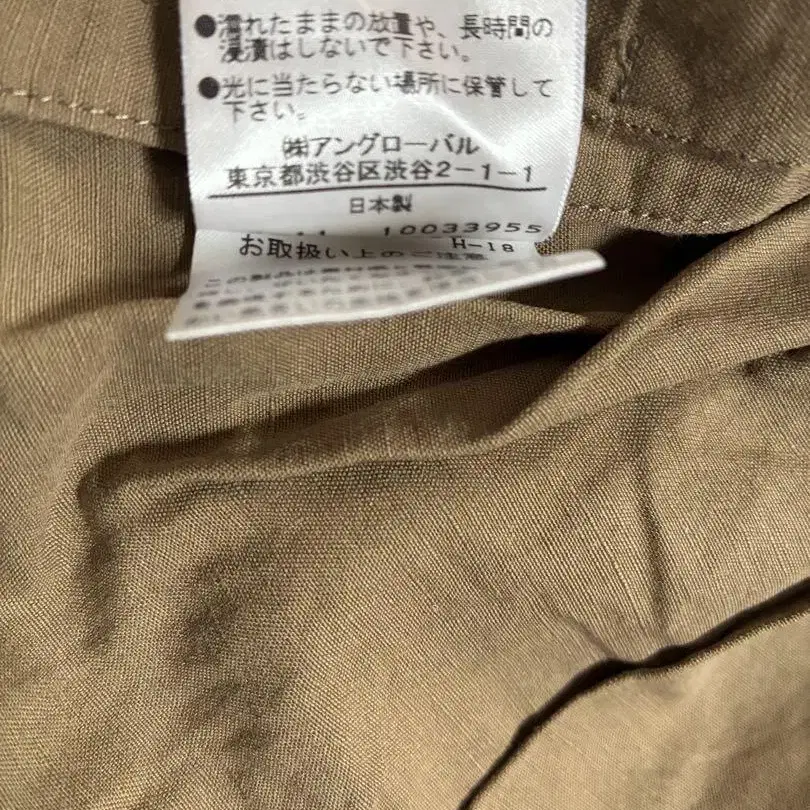 ●濡れたままの放置や、長時間の
浸漬はしないで下さい。
●光に当たらない場所に保管して
下さい。
㈱アングローバル
東京都渋谷区渋谷2-1-1
日本製
10033955
お取扱い上のご注意 H-18